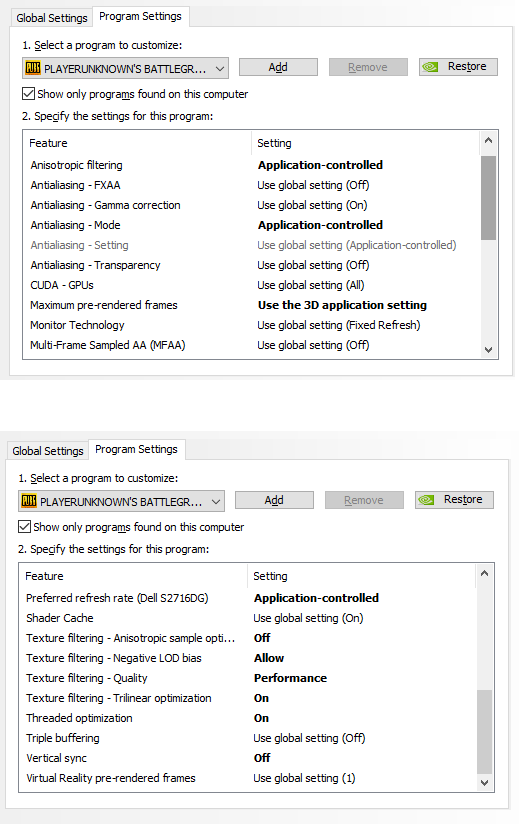 Global Settings Program Settings
1. Select a program to customize:
PLAYERUNKNOWN'S BATTLEGR... Add Remove Restore
Show only programs found on this computer
2. Specify the settings for this program:
Feature Setting
Anisotropic filtering Application-controlled
Antialiasing - FXAA Use global setting (Off)
Antialiasing - Gamma correction Use global setting (On)
Antialiasing - Mode Application-controlled
Antialiasing - Setting Use global setting (Application-controlled)
Antialiasing - Transparency Use global setting (Off)
CUDA - GPUs Use global setting (All)
Maximum pre-rendered frames Use the 3D application setting
Monitor Technology Use global setting (Fixed Refresh)
Multi-Frame Sampled AA (MFAA) Use global setting (Off)
Global Settings Program Settings
1. Select a program to customize:
PLAYERUNKNOWN'S BATTLEGR... Add Remove Restore
Show only programs found on this computer
2. Specify the settings for this program:
Feature Setting
Preferred refresh rate (Dell S2716DG) Application-controlled
Shader Cache Use global setting (On)
Texture filtering - Anisotropic sample opti... Off
Texture filtering - Negative LOD bias Allow
Texture filtering - Quality Performance
Texture filtering - Trilinear optimization On
Threaded optimization On
Triple buffering Use global setting (Off)
Vertical sync Off
Virtual Reality pre-rendered frames Use global setting (1)